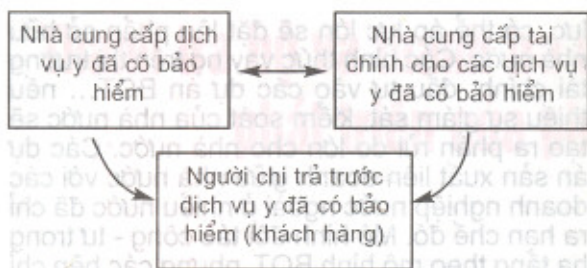 Nhà cung cấp dịch
vụ y đã có bảo
hiểm
Nhà cung cấp tài
chính cho các dịch vụ
y đã có bảo hiểm
Người chi trả trước
dịch vụ y đã có bảo
hiểm (khách hàng)